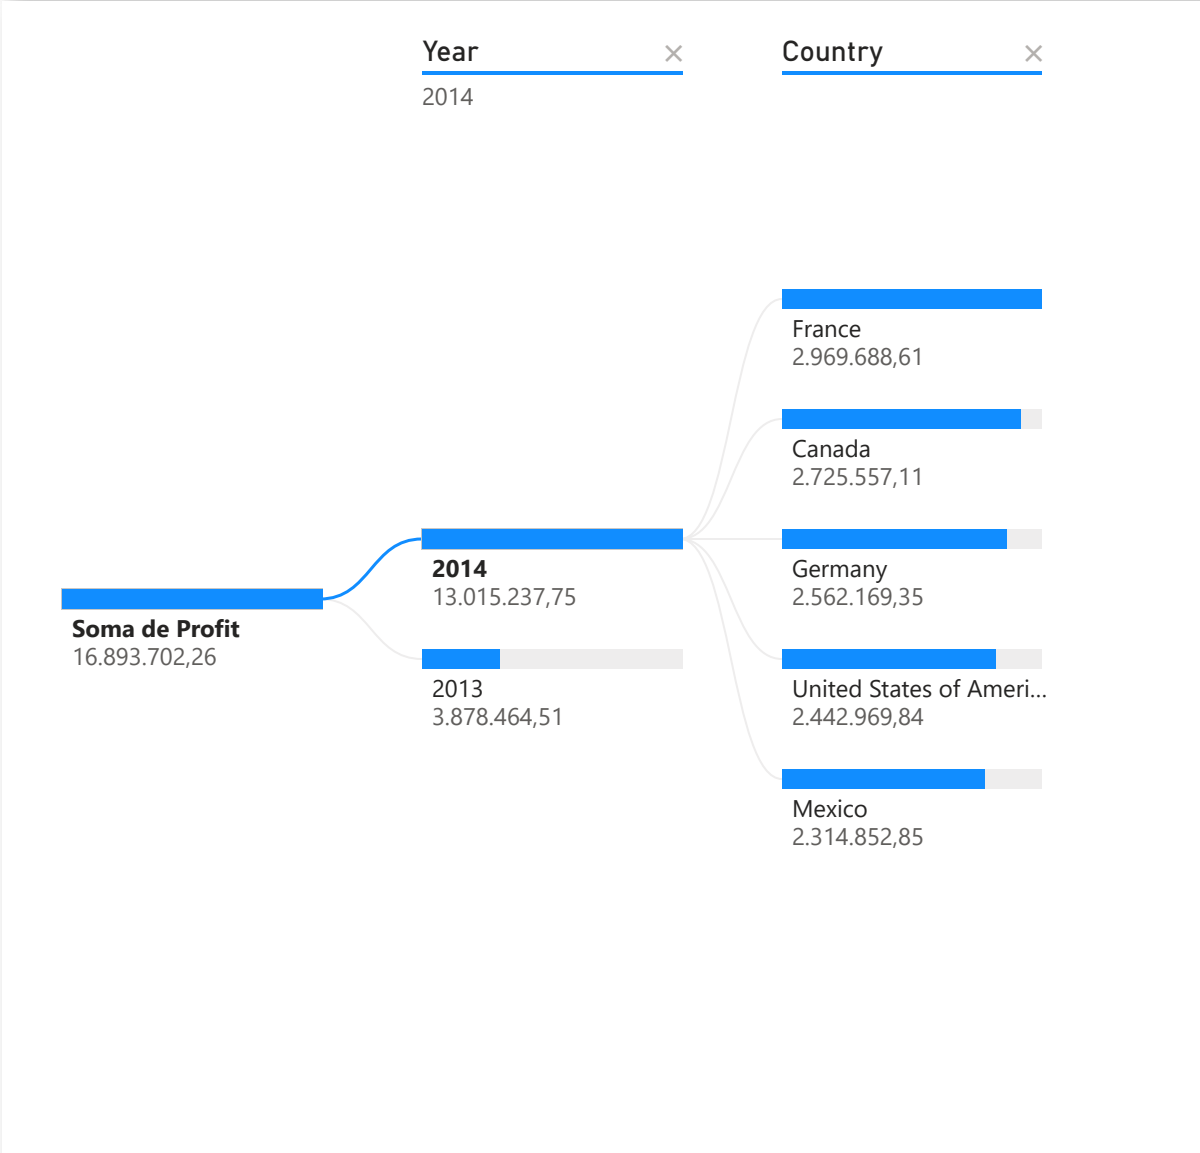 Year
2014
Country
Soma de Profit
16.893.702,26
2014
13.015.237,75
2013
3.878.464,51
France
2.969.688,61
Canada
2.725.557,11
Germany
2.562.169,35
United States of Ameri...
2.442.969,84
Mexico
2.314.852,85